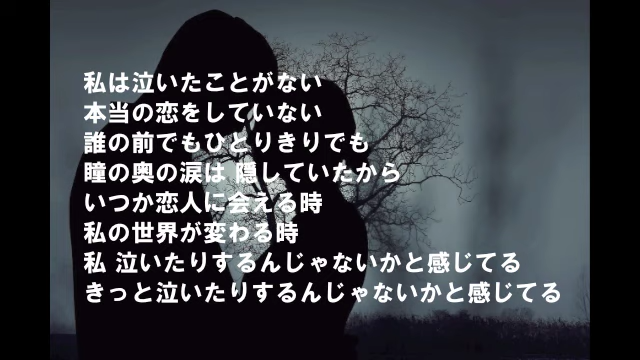 私は泣いたことがない
本当の恋をしていない
誰の前でもひとりきりでも
瞳の奥の涙は 隠していたから
いつか恋人に会える時
私の世界が変わる時
私 泣いたりするんじゃないかと感じてる
きっと泣いたりするんじゃないかと感じてる